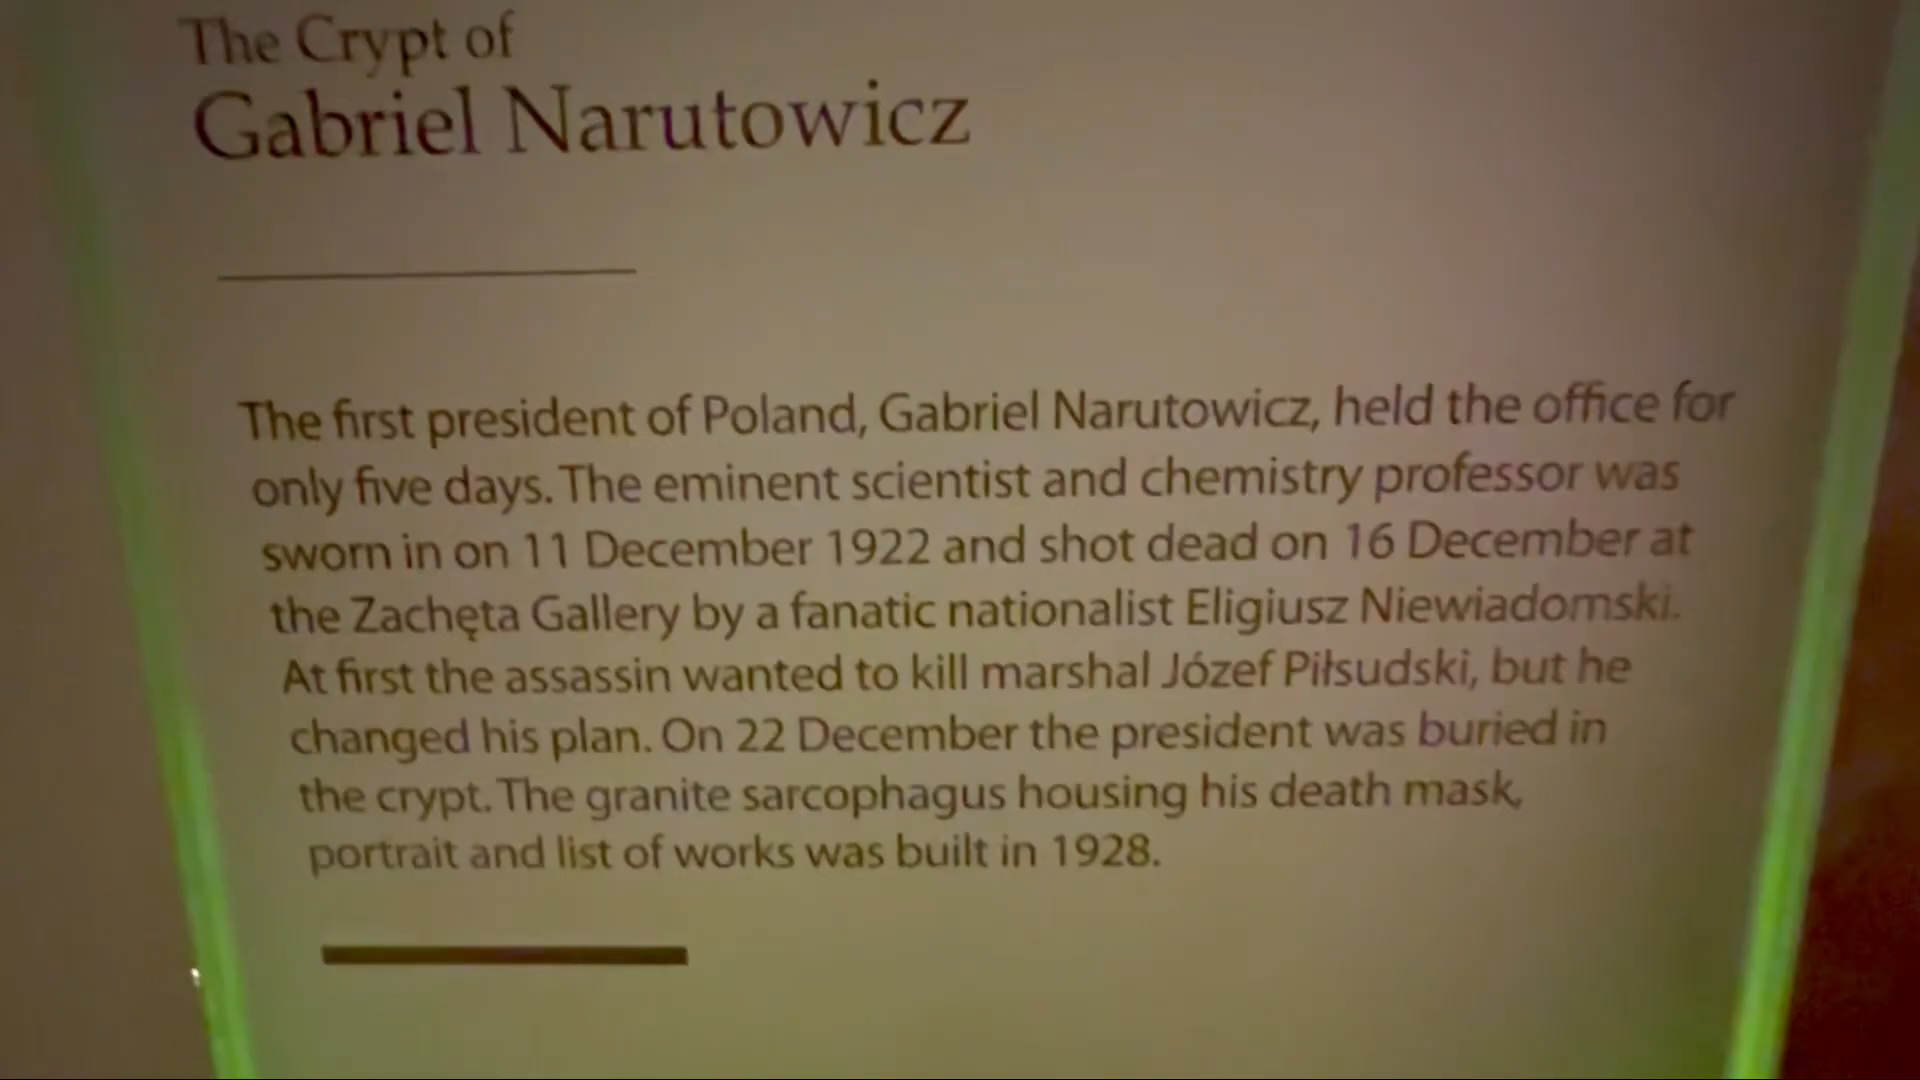 The Crypt of
Gabriel Narutowicz
The first president of Poland, Gabriel Narutowicz, held the office for
only five days. The eminent scientist and chemistry professor was
sworn in on 11 December 1922 and shot dead on 16 December at
the Zachęta Gallery by a fanatic nationalist Eligiusz Niewiadomski.
At first the assassin wanted to kill marshal Józef Piłsudski, but he
changed his plan. On 22 December the president was buried in
the crypt. The granite sarcophagus housing his death mask,
portrait and list of works was built in 1928.